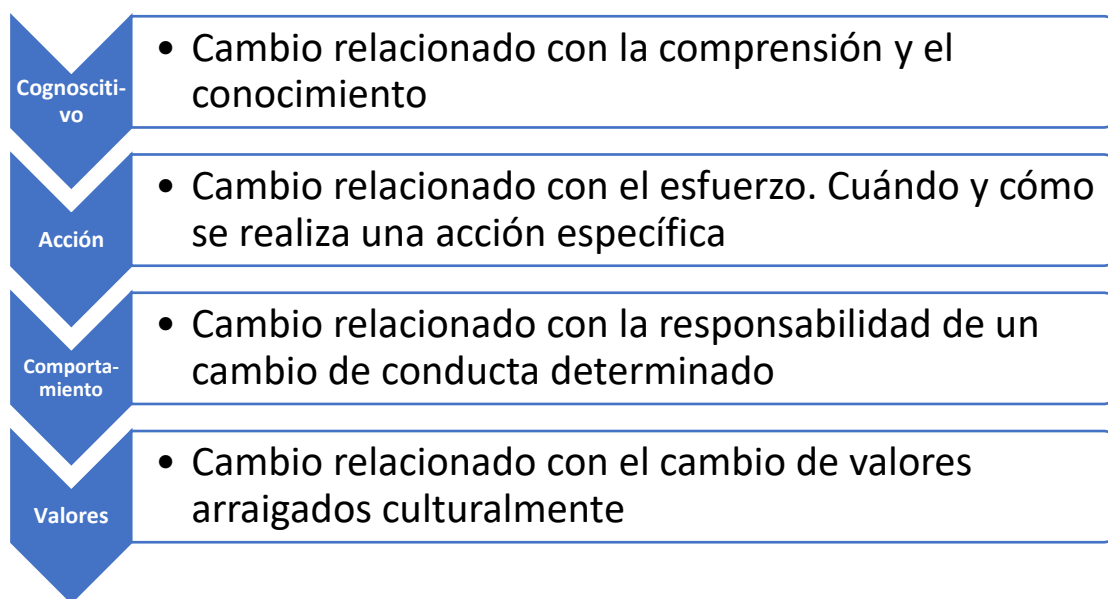 Cognosciti-
vo
• Cambio relacionado con la comprensión y el
conocimiento
Acción
• Cambio relacionado con el esfuerzo. Cuándo y cómo
se realiza una acción específica
Comporta-
miento
• Cambio relacionado con la responsabilidad de un
cambio de conducta determinado
Valores
• Cambio relacionado con el cambio de valores
arraigados culturalmente